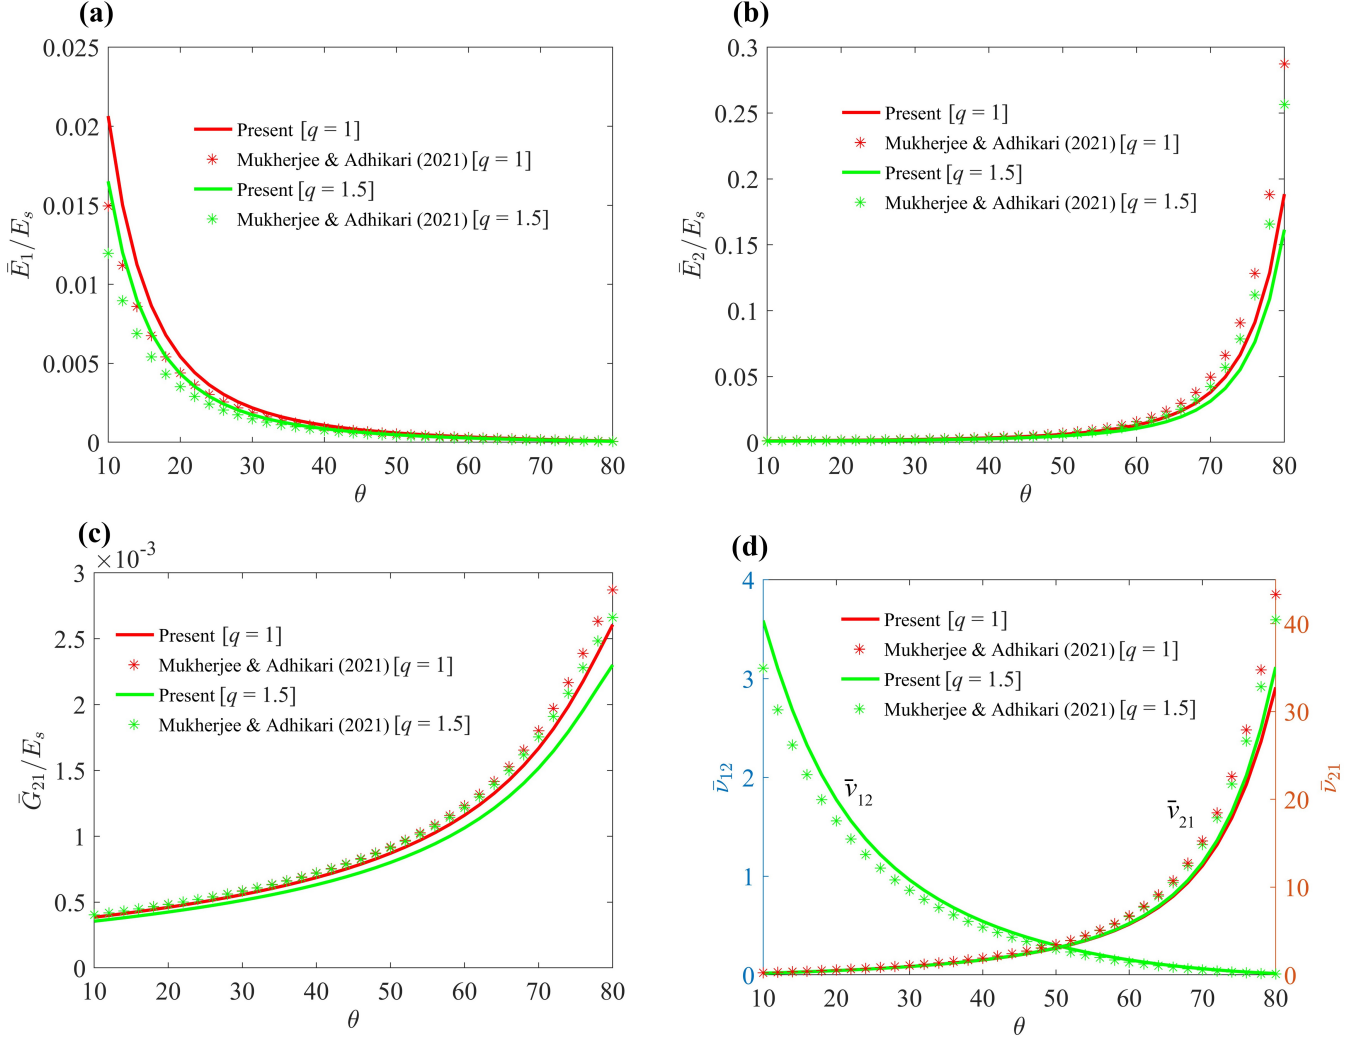 (a)
0.025
0.02
0.015
0.01
0.005
0
10 20 30 40 50 60 70 80
θ
Ē₁/Eₛ
Present [q = 1]
Mukherjee & Adhikari (2021) [q = 1]
Present [q = 1.5]
Mukherjee & Adhikari (2021) [q = 1.5]
(b)
0.3
0.25
0.2
0.15
0.1
0.05
0
10 20 30 40 50 60 70 80
θ
Ē₂/Eₛ
Present [q = 1]
Mukherjee & Adhikari (2021) [q = 1]
Present [q = 1.5]
Mukherjee & Adhikari (2021) [q = 1.5]
(c)
×10⁻³
3
2.5
2
1.5
1
0.5
0
10 20 30 40 50 60 70 80
θ
Ḡ₂₁/Eₛ
Present [q = 1]
Mukherjee & Adhikari (2021) [q = 1]
Present [q = 1.5]
Mukherjee & Adhikari (2021) [q = 1.5]
(d)
4
3
2
1
0
ν̄₁₂
10 20 30 40 50 60 70 80
θ
40
30
20
10
0
ν̄₂₁
Present [q = 1]
Mukherjee & Adhikari (2021) [q = 1]
Present [q = 1.5]
Mukherjee & Adhikari (2021) [q = 1.5]
ν̄₁₂
ν̄₂₁